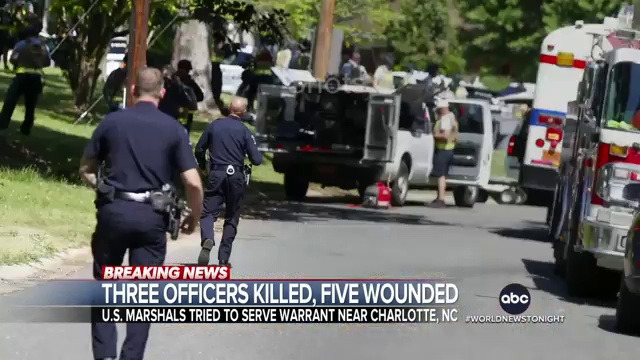 BREAKING NEWS
THREE OFFICERS KILLED, FIVE WOUNDED
U.S. MARSHALS TRIED TO SERVE WARRANT NEAR CHARLOTTE, NC
abc
#WORLDNEWSTONIGHT